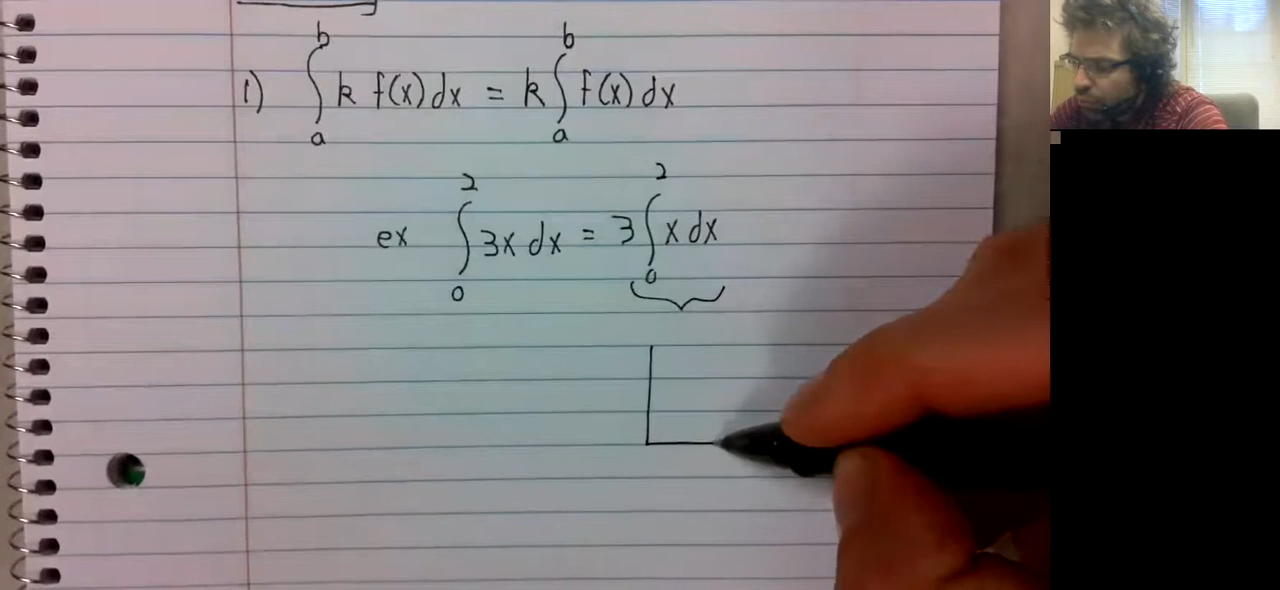 1) ∫_a^b k f(x) dx = k ∫_a^b f(x) dx
ex ∫_0^2 3x dx = 3 ∫_0^2 x dx